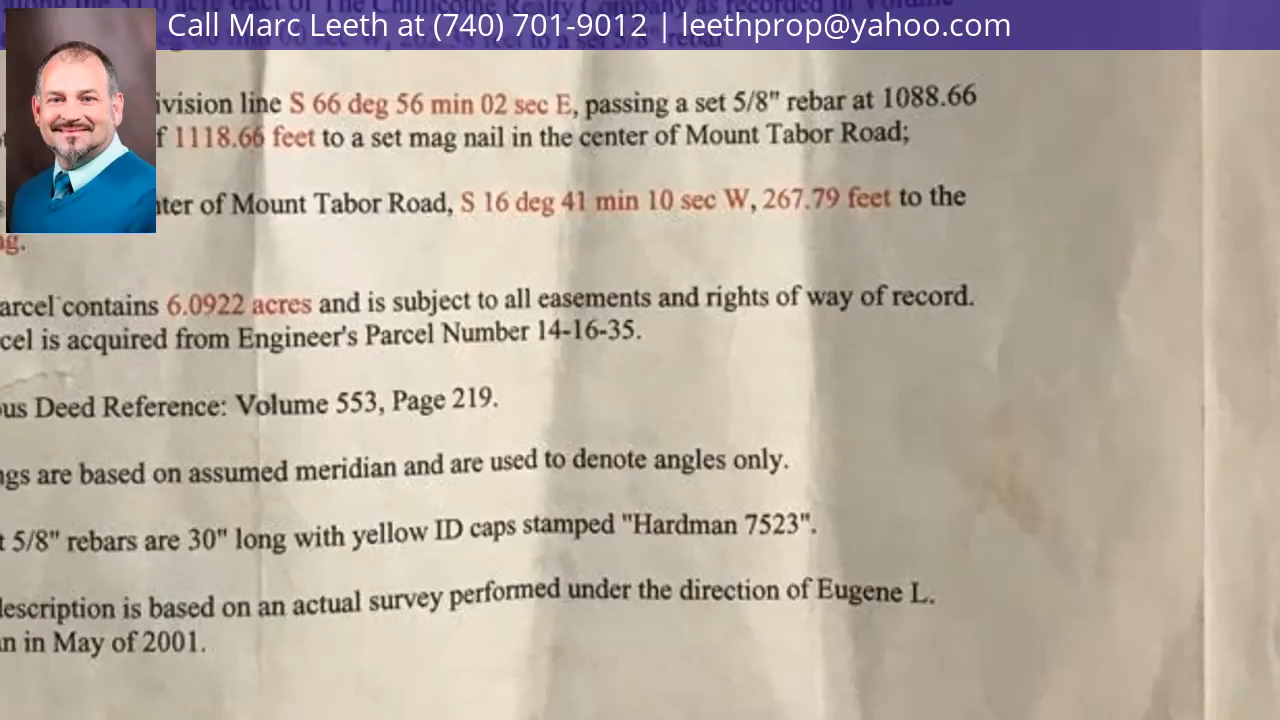 Call Marc Leeth at (740) 701-9012 | leethprop@yahoo.com
ivision line S 66 deg 56 min 02 sec E, passing a set 5/8" rebar at 1088.66
f 1118.66 feet to a set mag nail in the center of Mount Tabor Road;
ter of Mount Tabor Road, S 16 deg 41 min 10 sec W, 267.79 feet to the
g.
arcel contains 6.0922 acres and is subject to all easements and rights of way of record.
cel is acquired from Engineer's Parcel Number 14-16-35.
us Deed Reference: Volume 553, Page 219.
ngs are based on assumed meridian and are used to denote angles only.
t 5/8" rebars are 30" long with yellow ID caps stamped "Hardman 7523".
description is based on an actual survey performed under the direction of Eugene L.
n in May of 2001.